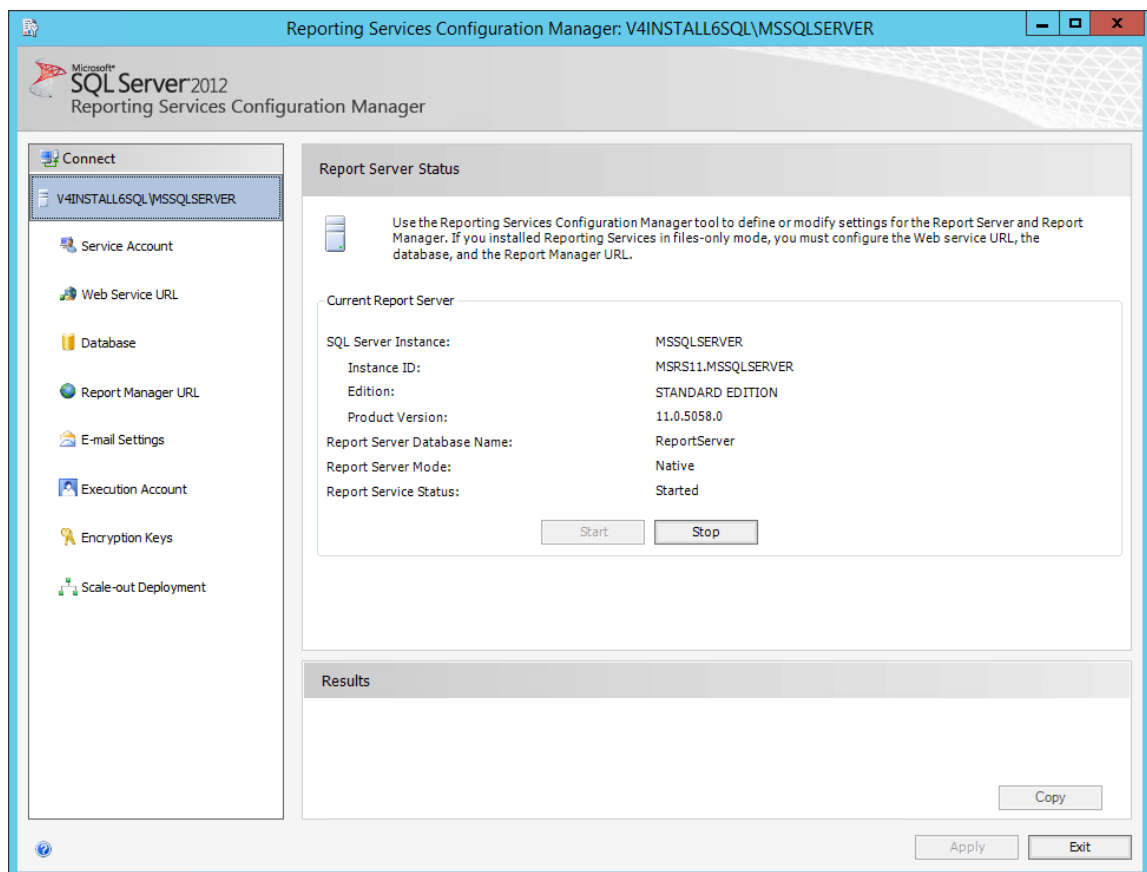 Reporting Services Configuration Manager: V4INSTALL6SQL\MSSQLSERVER
Microsoft®
SQL Server 2012
Reporting Services Configuration Manager
Connect
V4INSTALL6SQL\MSSQLSERVER
Service Account
Web Service URL
Database
Report Manager URL
E-mail Settings
Execution Account
Encryption Keys
Scale-out Deployment
Report Server Status
Use the Reporting Services Configuration Manager tool to define or modify settings for the Report Server and Report
Manager. If you installed Reporting Services in files-only mode, you must configure the Web service URL, the
database, and the Report Manager URL.
Current Report Server
SQL Server Instance: MSSQLSERVER
Instance ID: MSRS11.MSSQLSERVER
Edition: STANDARD EDITION
Product Version: 11.0.5058.0
Report Server Database Name: ReportServer
Report Server Mode: Native
Report Service Status: Started
Start Stop
Results
Copy
Apply Exit